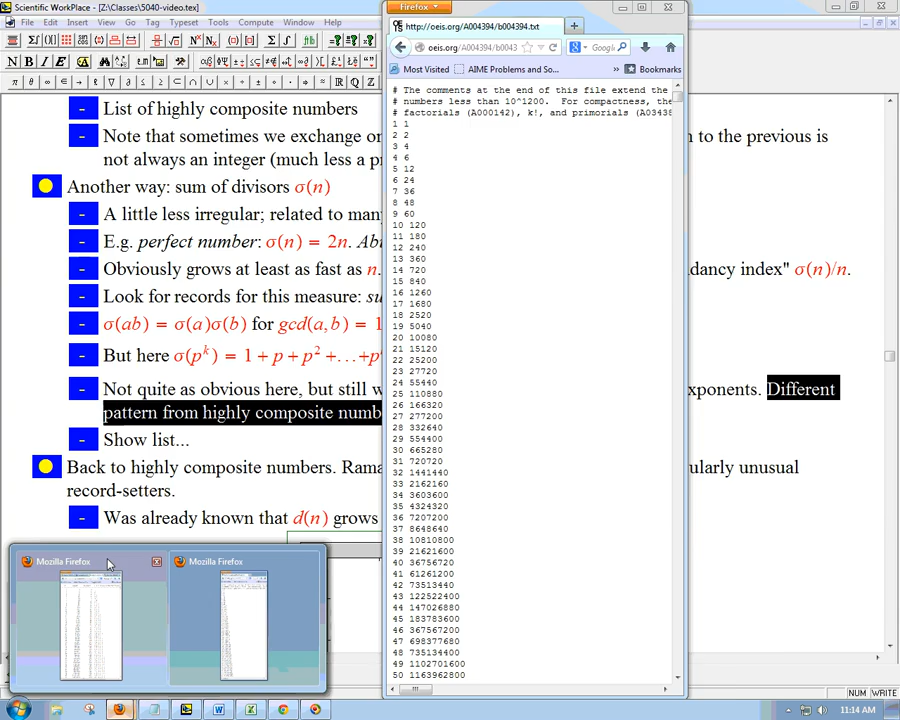 Scientific WorkPlace - [Z:\Classes\5040-video.tex]
File Edit Insert View Go Tag Tools Compute Window Help
List of highly composite numbers
Note that sometimes we exchange on
n to the previous is
not always an integer (much less a pr
Another way: sum of divisors σ(n)
A little less irregular; related to many
E.g. perfect number: σ(n) = 2n. Ab
Obviously grows at least as fast as n.
dancy index" σ(n)/n.
Look for records for this measure: su
σ(ab) = σ(a)σ(b) for gcd(a,b) = 1
But here σ(p^k) = 1 + p + p^2 +…+p
Not quite as obvious here, but still w
xponents. Different
pattern from highly composite numb
Show list...
Back to highly composite numbers. Rama
ularly unusual
record-setters.
Was already known that d(n) grows
Firefox
http://oeis.org/A004394/b004394.txt
oeis.org/A004394/b0043
Google
Most Visited AIME Problems and So... » Bookmarks
# The comments at the end of this file extend the
# numbers less than 10^1200. For compactness, the
# factorials (A000142), k!, and primorials (A03438
1 1
2 2
3 4
4 6
5 12
6 24
7 36
8 48
9 60
10 120
11 180
12 240
13 360
14 720
15 840
16 1260
17 1680
18 2520
19 5040
20 10080
21 15120
22 25200
23 27720
24 55440
25 110880
26 166320
27 277200
28 332640
29 554400
30 665280
31 720720
32 1441440
33 2162160
34 3603600
35 4324320
36 7207200
37 8648640
38 10810800
39 21621600
40 36756720
41 61261200
42 73513440
43 122522400
44 147026880
45 183783600
46 367567200
47 698377680
48 735134400
49 1102701600
50 1163962800
Mozilla Firefox
Mozilla Firefox
NUM WRITE
11:14 AM